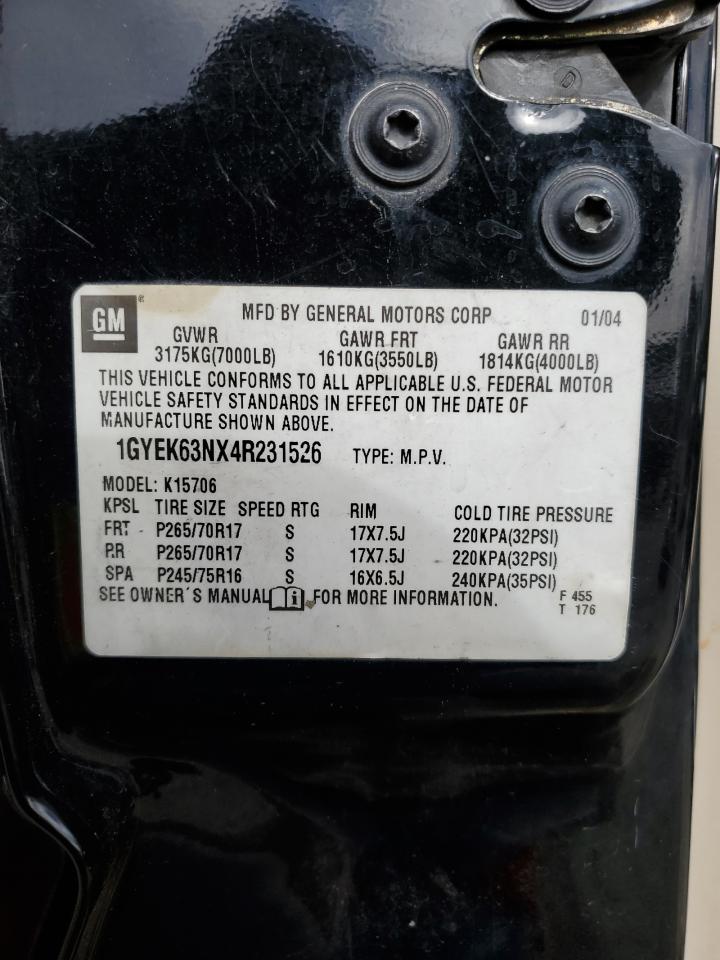 GM ® MFD BY GENERAL MOTORS CORP 01/04
GVWR GAWR FRT GAWR RR
3175KG(7000LB) 1610KG(3550LB) 1814KG(4000LB)
THIS VEHICLE CONFORMS TO ALL APPLICABLE U.S. FEDERAL MOTOR
VEHICLE SAFETY STANDARDS IN EFFECT ON THE DATE OF
MANUFACTURE SHOWN ABOVE.
1GYEK63NX4R231526 TYPE: M.P.V.
MODEL: K15706
KPSL TIRE SIZE SPEED RTG RIM COLD TIRE PRESSURE
FRT P265/70R17 S 17X7.5J 220KPA(32PSI)
RR P265/70R17 S 17X7.5J 220KPA(32PSI)
SPA P245/75R16 S 16X6.5J 240KPA(35PSI)
SEE OWNER'S MANUAL i FOR MORE INFORMATION. F 455
T 176